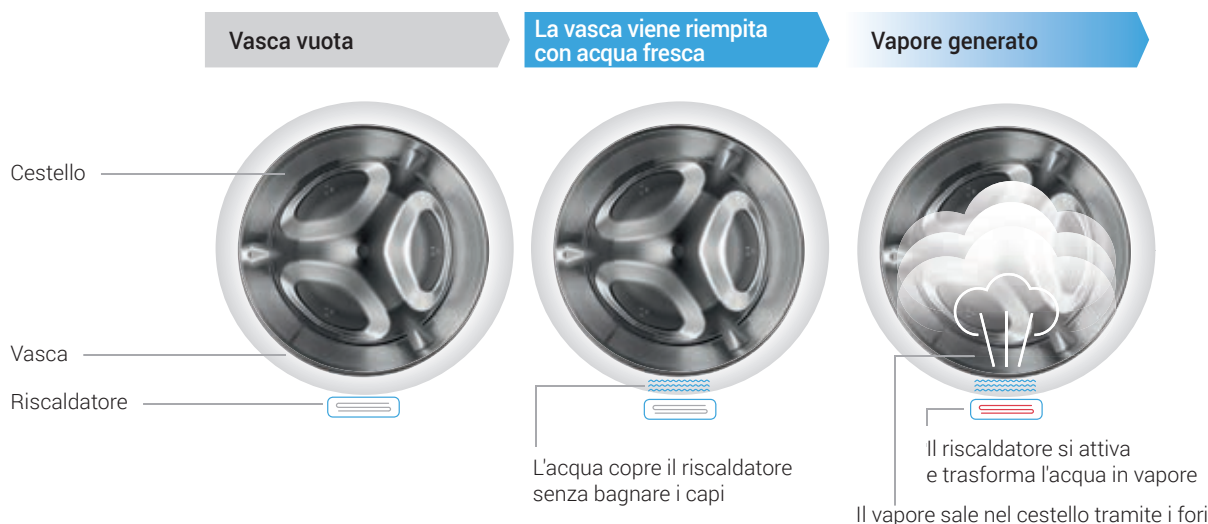 Vasca vuota
La vasca viene riempita
con acqua fresca
Vapore generato
Cestello
Vasca
Riscaldatore
L'acqua copre il riscaldatore
senza bagnare i capi
Il riscaldatore si attiva
e trasforma l'acqua in vapore
Il vapore sale nel cestello tramite i fori